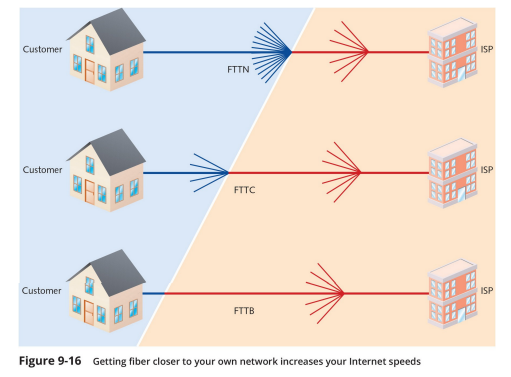 Customer
ISP
FTTN
Customer
ISP
FTTC
Customer
ISP
FTTB
Figure 9-16 Getting fiber closer to your own network increases your Internet speeds